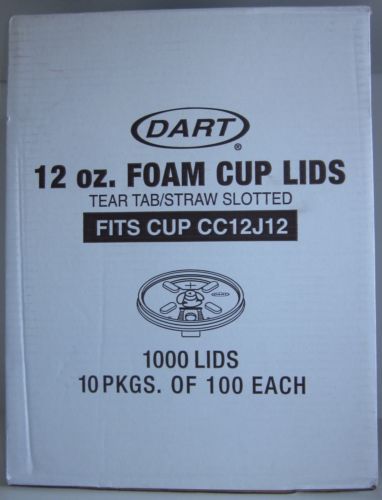 DART®
12 oz. FOAM CUP LIDS
TEAR TAB/STRAW SLOTTED
FITS CUP CC12J12
1000 LIDS
10 PKGS. OF 100 EACH